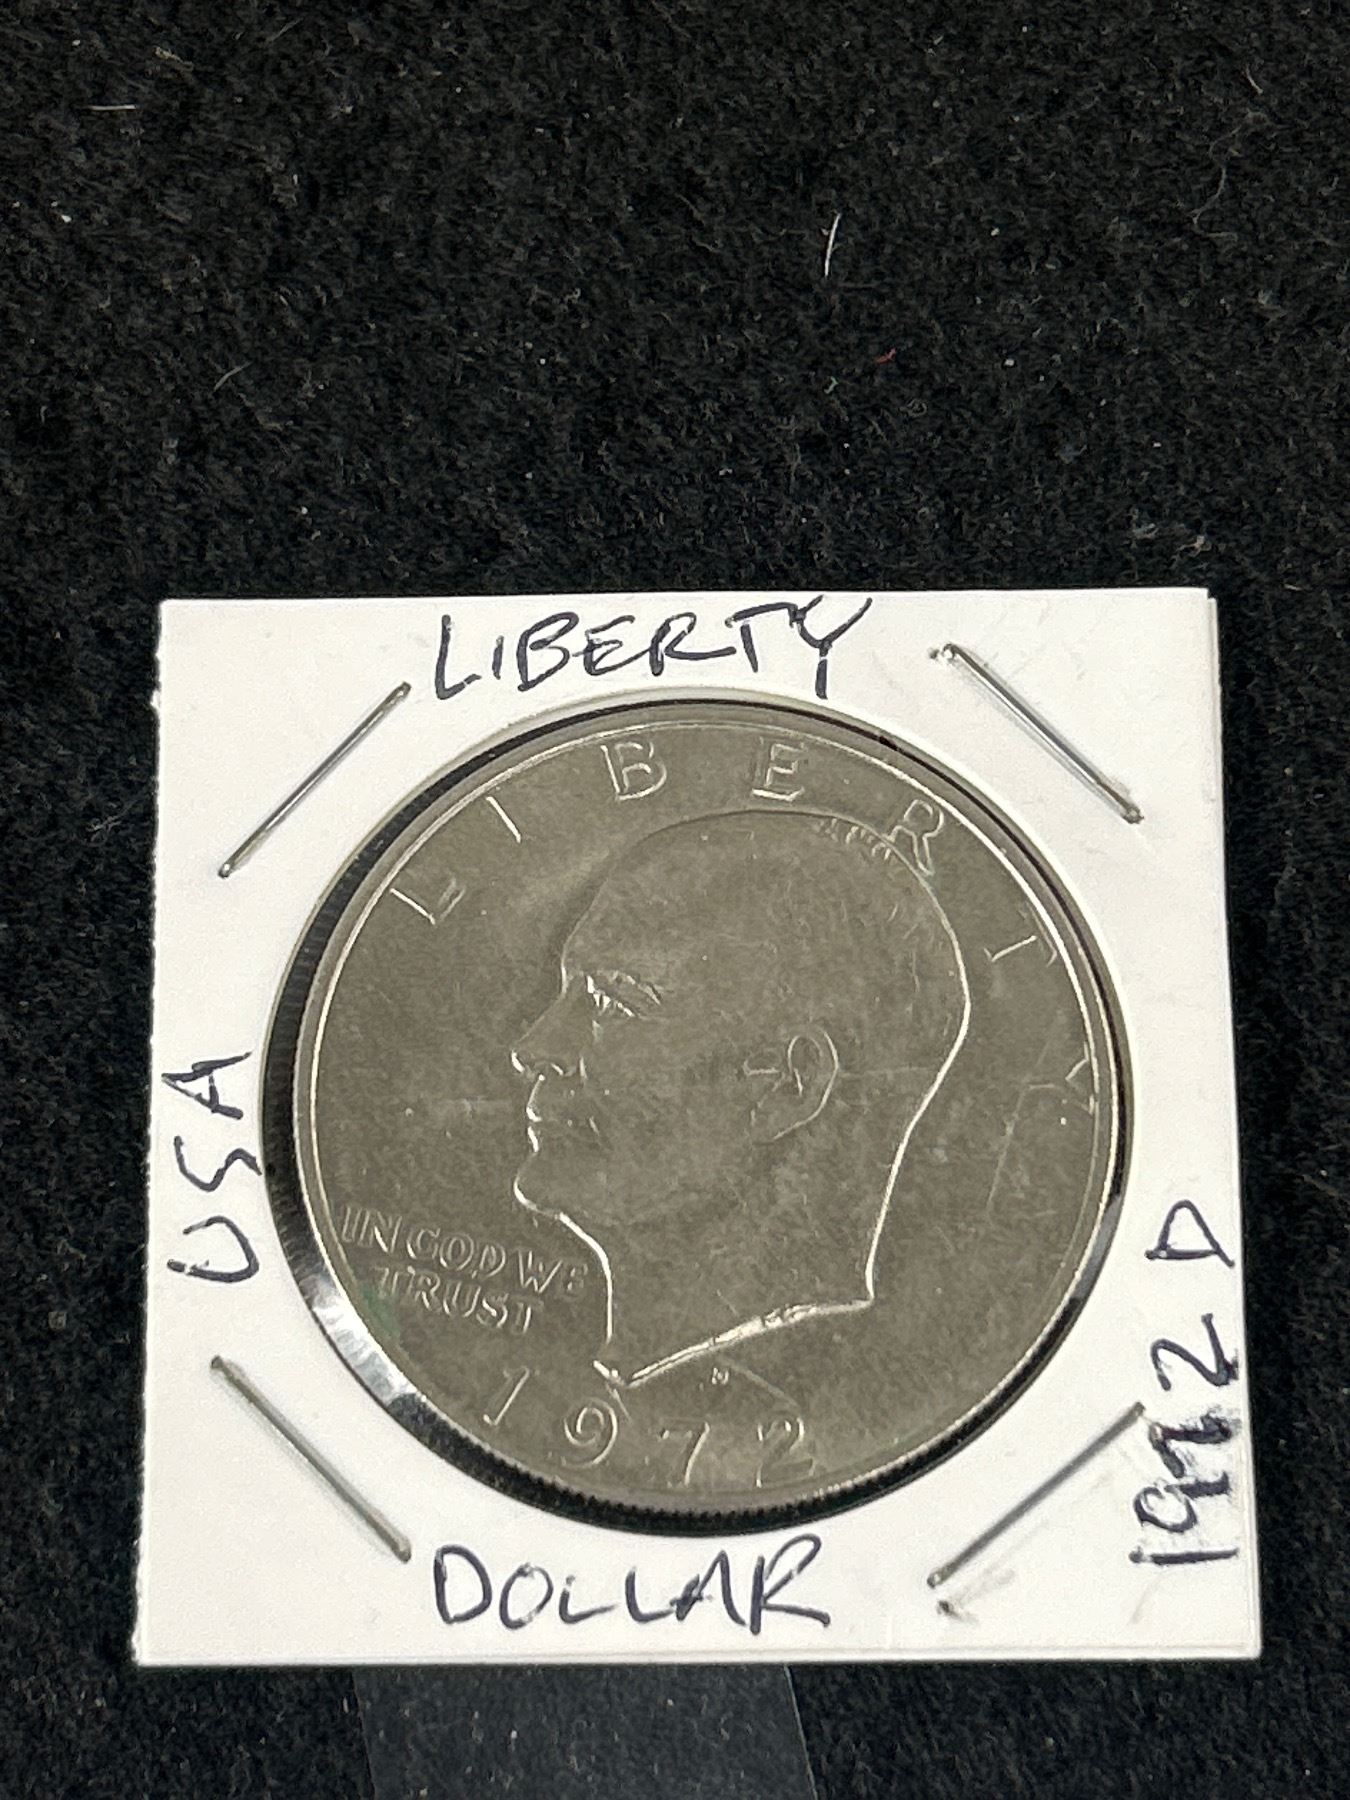 LIBERTY
LIBERTY
USA
IN GOD WE
TRUST
1972
1972 D
DOLLAR